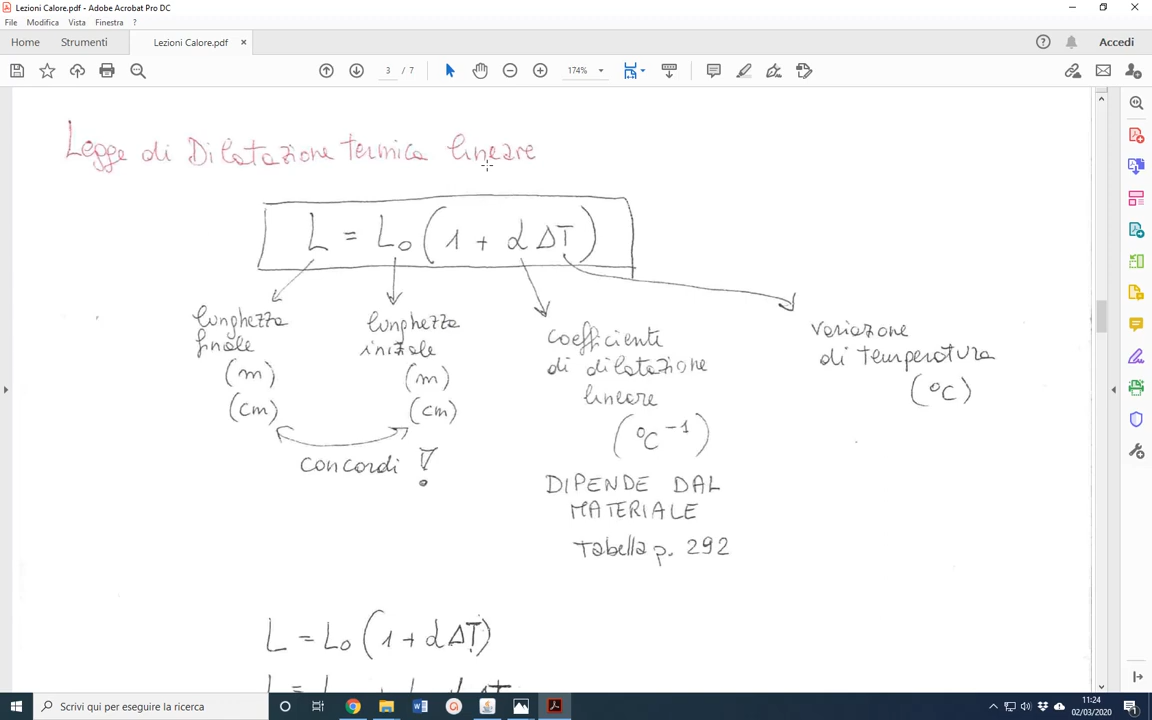 Lezioni Calore.pdf - Adobe Acrobat Pro DC
File Modifica Vista Finestra ?
Home Strumenti Lezioni Calore.pdf × Accedi
3 / 7 174%
Legge di Dilatazione termica lineare
L = L₀ (1 + α ΔT)
lunghezza finale (m) (cm)
lunghezza iniziale (m) (cm)
concordi !
coefficiente
di dilatazione
lineare
(°C⁻¹)
DIPENDE DAL
MATERIALE
Tabella p. 292
variazione
di temperatura
(°C)
L = L₀ (1 + αΔT)
Scrivi qui per eseguire la ricerca
11:24
02/03/2020